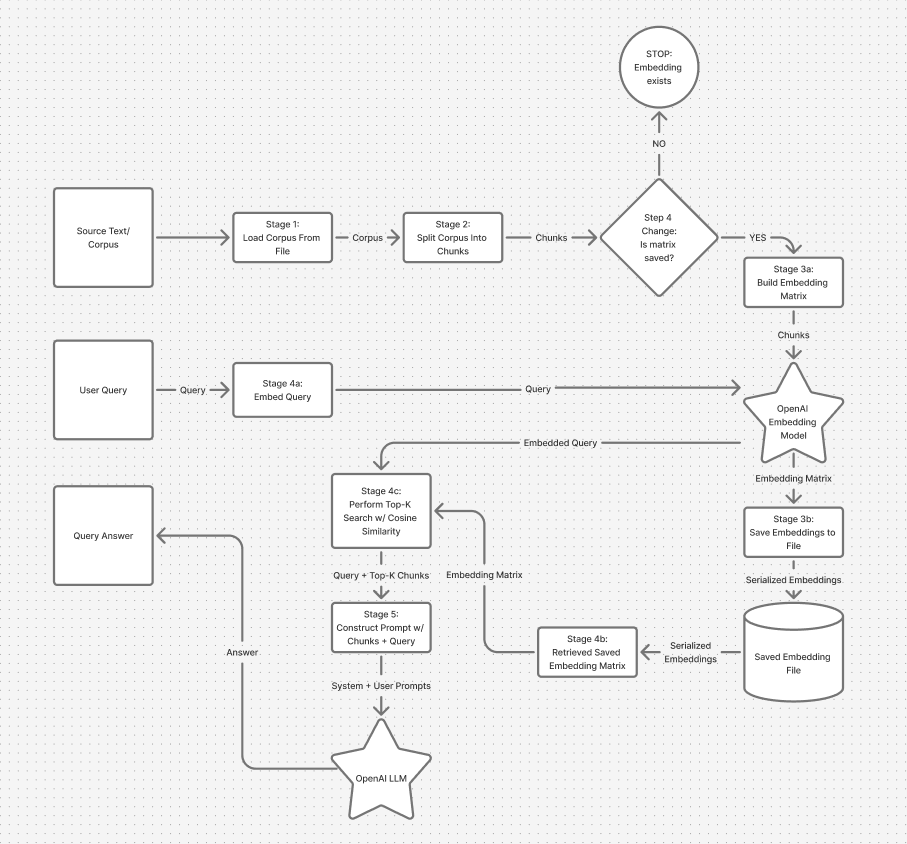 STOP:
Embedding
exists
NO
Source Text/
Corpus
Stage 1:
Load Corpus From
File
Corpus
Stage 2:
Split Corpus Into
Chunks
Chunks
Step 4
Change:
Is matrix
saved?
YES
Stage 3a:
Build Embedding
Matrix
Chunks
User Query
Query
Stage 4a:
Embed Query
Query
OpenAI
Embedding
Model
Embedded Query
Embedding Matrix
Stage 4c:
Perform Top-K
Search w/ Cosine
Similarity
Query Answer
Stage 3b:
Save Embeddings to
File
Query + Top-K Chunks
Embedding Matrix
Serialized Embeddings
Stage 5:
Construct Prompt w/
Chunks + Query
Stage 4b:
Retrieved Saved
Embedding Matrix
Serialized
Embeddings
Saved Embedding
File
Answer
System + User Prompts
OpenAI LLM